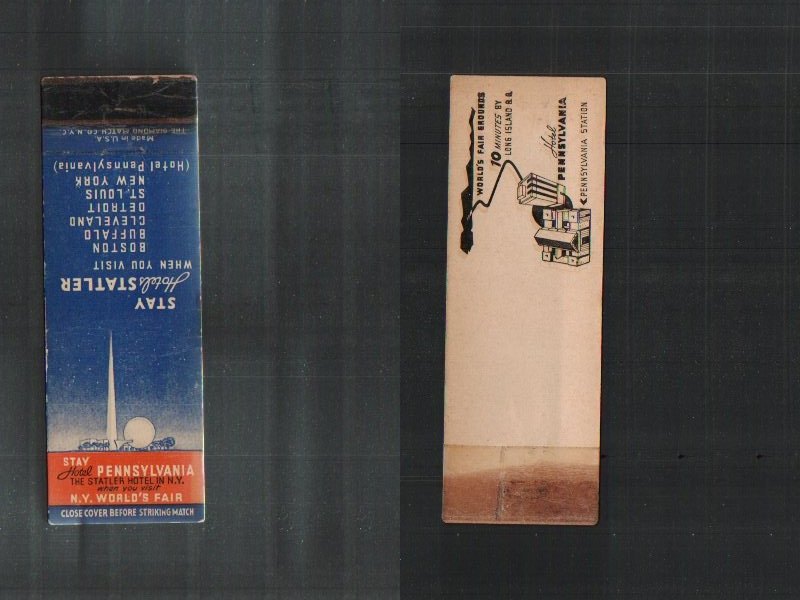 STAY
Hotels STATLER
WHEN YOU VISIT
BOSTON
BUFFALO
CLEVELAND
DETROIT
ST. LOUIS
NEW YORK
(Hotel Pennsylvania)
Made in U.S.A.
THE DIAMOND MATCH CO. N.Y.C.
STAY
Hotel PENNSYLVANIA
THE STATLER HOTEL IN N.Y.
when you visit
N.Y. WORLD'S FAIR
CLOSE COVER BEFORE STRIKING MATCH
WORLD'S FAIR GROUNDS
10 MINUTES BY
LONG ISLAND R.R.
Hotel
PENNSYLVANIA
PENNSYLVANIA STATION